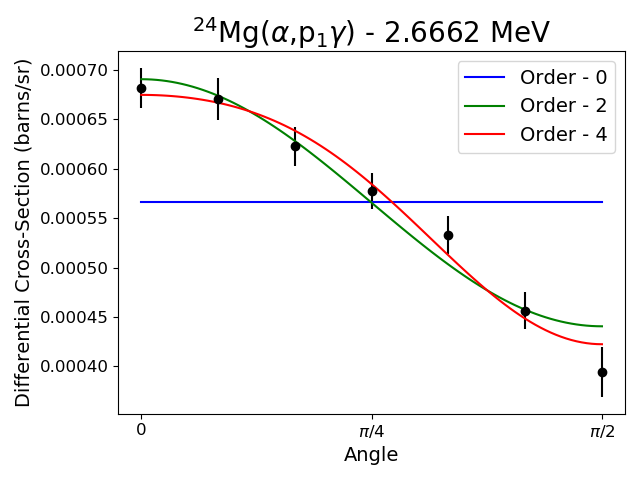 ²⁴Mg(α,p₁γ) - 2.6662 MeV
Order - 0
Order - 2
Order - 4
Differential Cross-Section (barns/sr)
0.00070
0.00065
0.00060
0.00055
0.00050
0.00045
0.00040
0
π/4
π/2
Angle